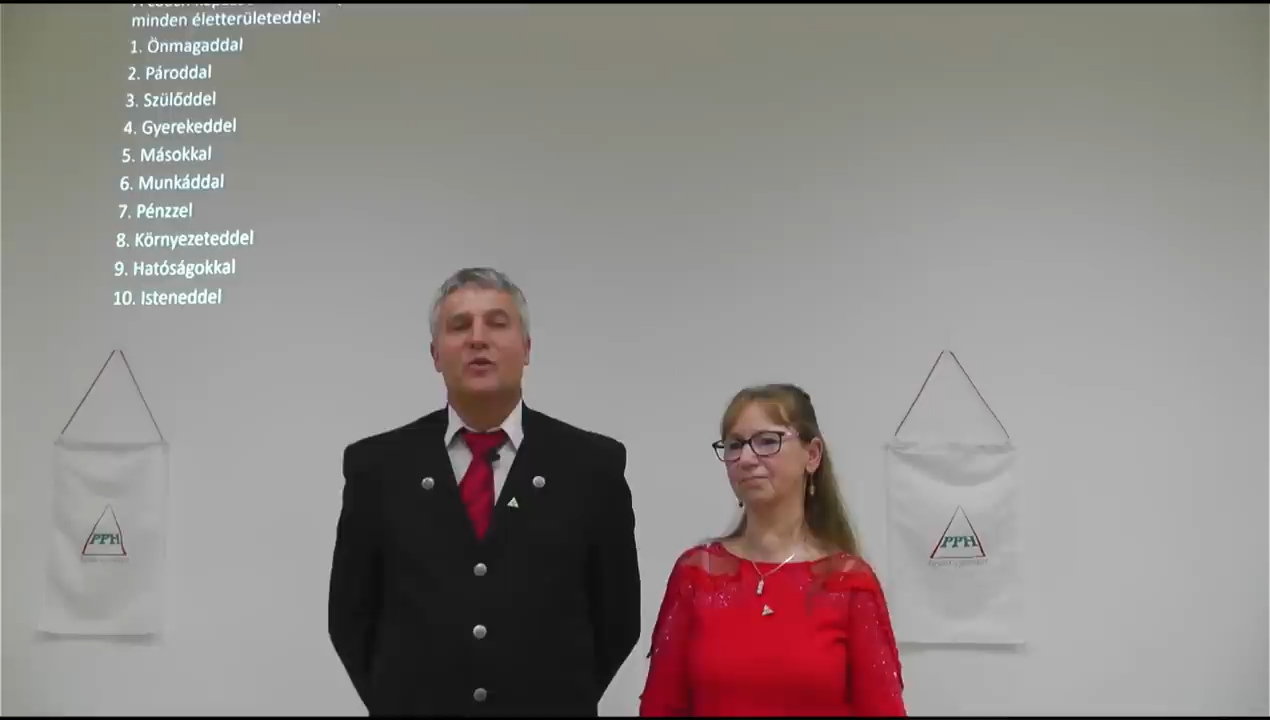 minden életterületeddel:
1. Önmagaddal
2. Pároddal
3. Szülőddel
4. Gyerekeddel
5. Másokkal
6. Munkáddal
7. Pénzzel
8. Környezeteddel
9. Hatóságokkal
10. Isteneddel
PPH
PPH